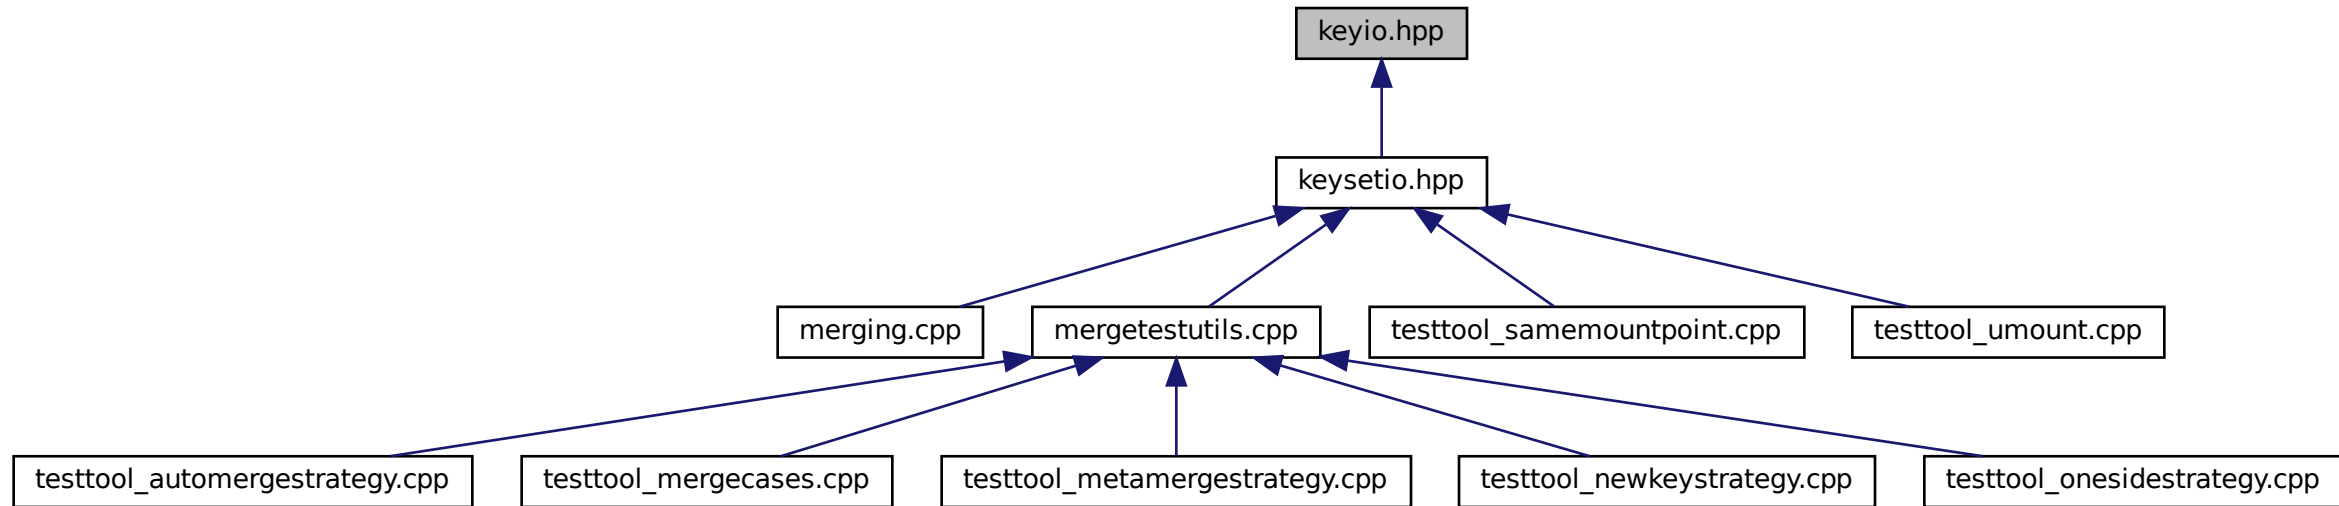 keyio.hpp
keysetio.hpp
merging.cpp
mergetestutils.cpp
testtool_samemountpoint.cpp
testtool_umount.cpp
testtool_automergestrategy.cpp
testtool_mergecases.cpp
testtool_metamergestrategy.cpp
testtool_newkeystrategy.cpp
testtool_onesidestrategy.cpp